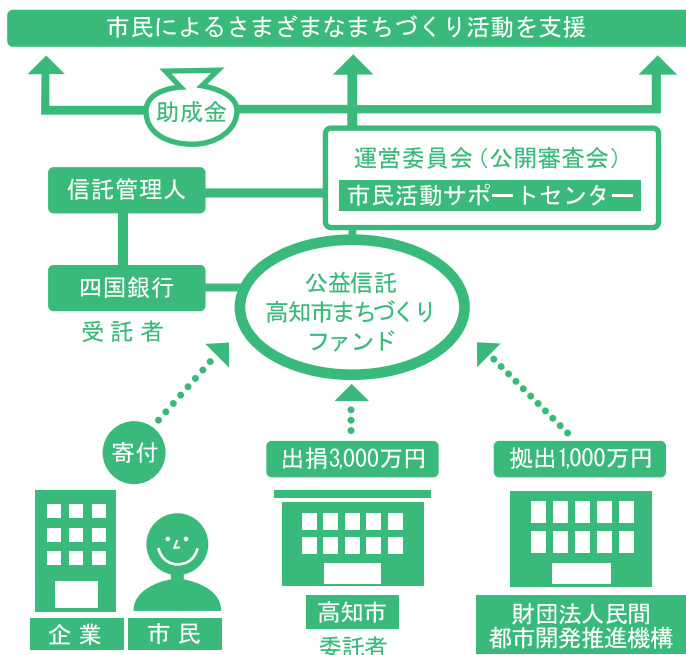 市民によるさまざまなまちづくり活動を支援
助成金
運営委員会（公開審査会）
市民活動サポートセンター
信託管理人
四国銀行
受託者
公益信託
高知市まちづくり
ファンド
寄付
出捐3,000万円
拠出1,000万円
企業
市民
高知市
委託者
財団法人民間
都市開発推進機構